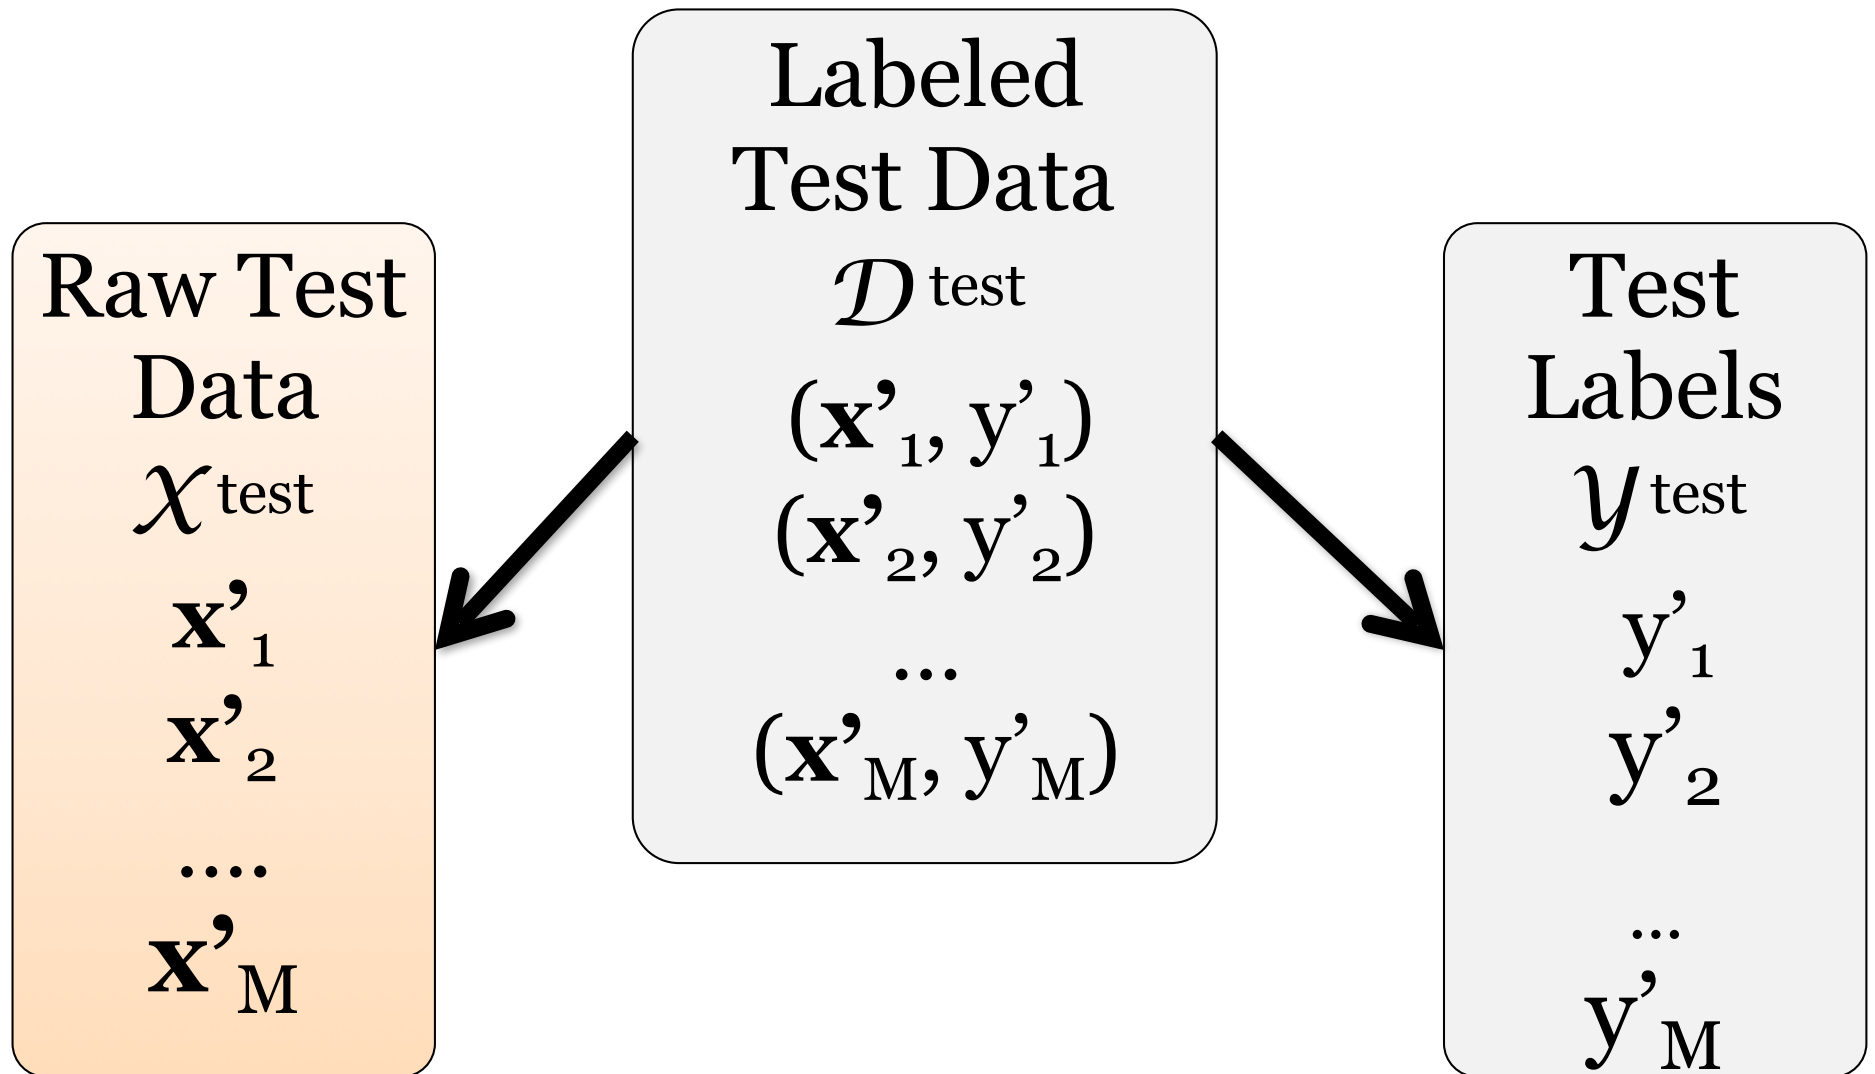 Raw Test
Data
𝒳 test
x’₁
x’₂
....
x’M
Labeled
Test Data
𝒟 test
(x’₁, y’₁)
(x’₂, y’₂)
...
(x’M, y’M)
Test
Labels
𝒴 test
y’₁
y’₂
...
y’M